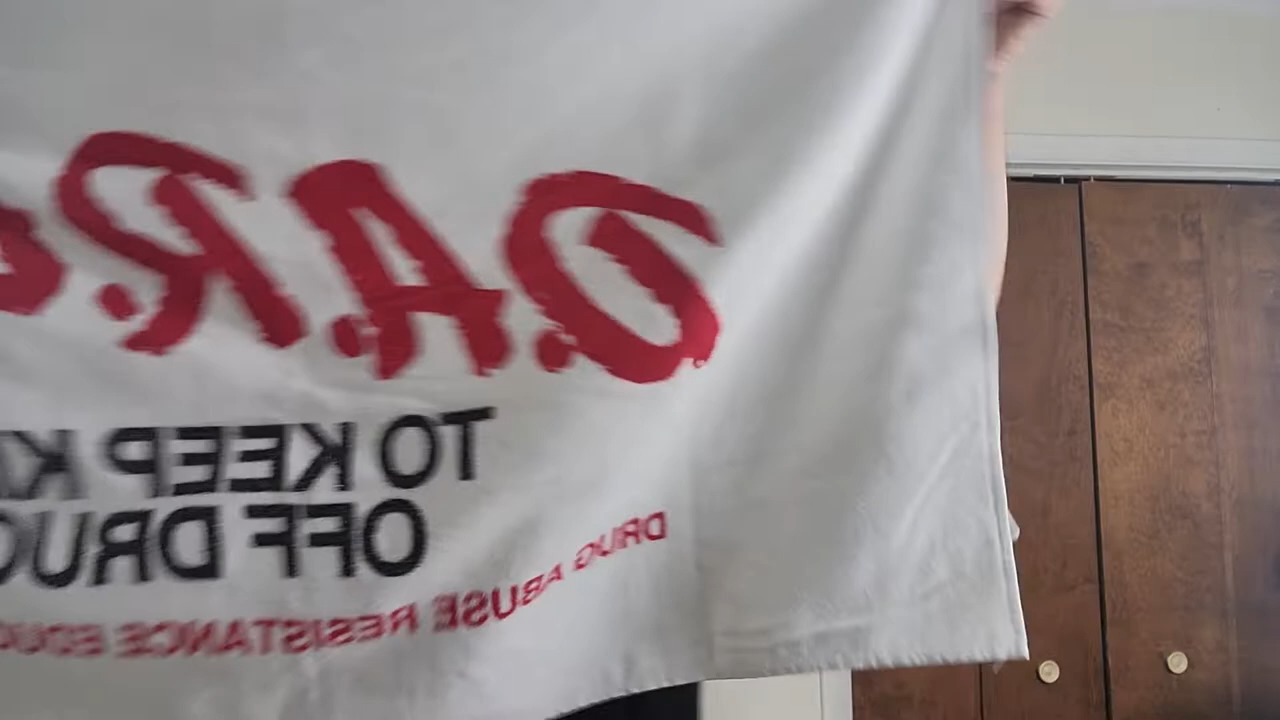 D.A.R.
TO KEEP
OFF
DRUG ABUSE RESISTANCE